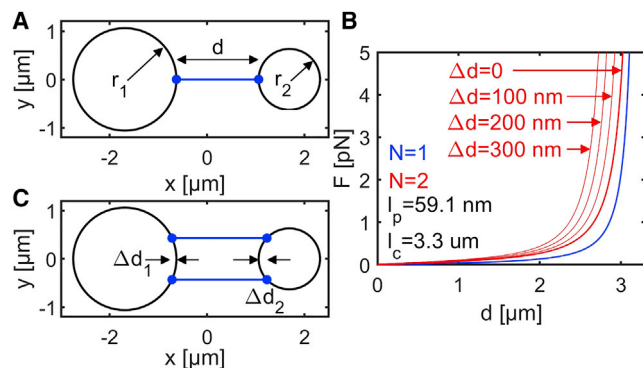 A
y [μm]
1
0
-1
d
r1
r2
-2
0
2
x [μm]
C
y [μm]
1
0
-1
Δd1
Δd2
-2
0
2
x [μm]
B
F [pN]
5
4
3
2
1
0
Δd=0
Δd=100 nm
Δd=200 nm
Δd=300 nm
N=1
N=2
lp=59.1 nm
lc=3.3 um
0
1
2
3
d [μm]